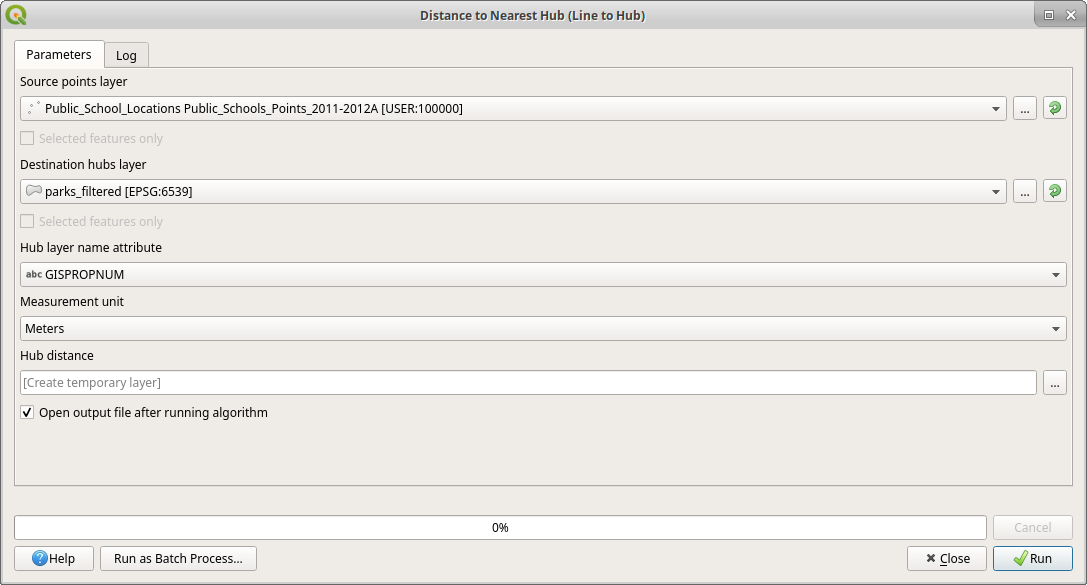 Distance to Nearest Hub (Line to Hub)
Parameters
Log
Source points layer
Public_School_Locations Public_Schools_Points_2011-2012A [USER:100000]
...
Selected features only
Destination hubs layer
parks_filtered [EPSG:6539]
...
Selected features only
Hub layer name attribute
abc GISPROPNUM
Measurement unit
Meters
Hub distance
[Create temporary layer]
...
Open output file after running algorithm
0%
Cancel
?Help
Run as Batch Process...
Close
Run